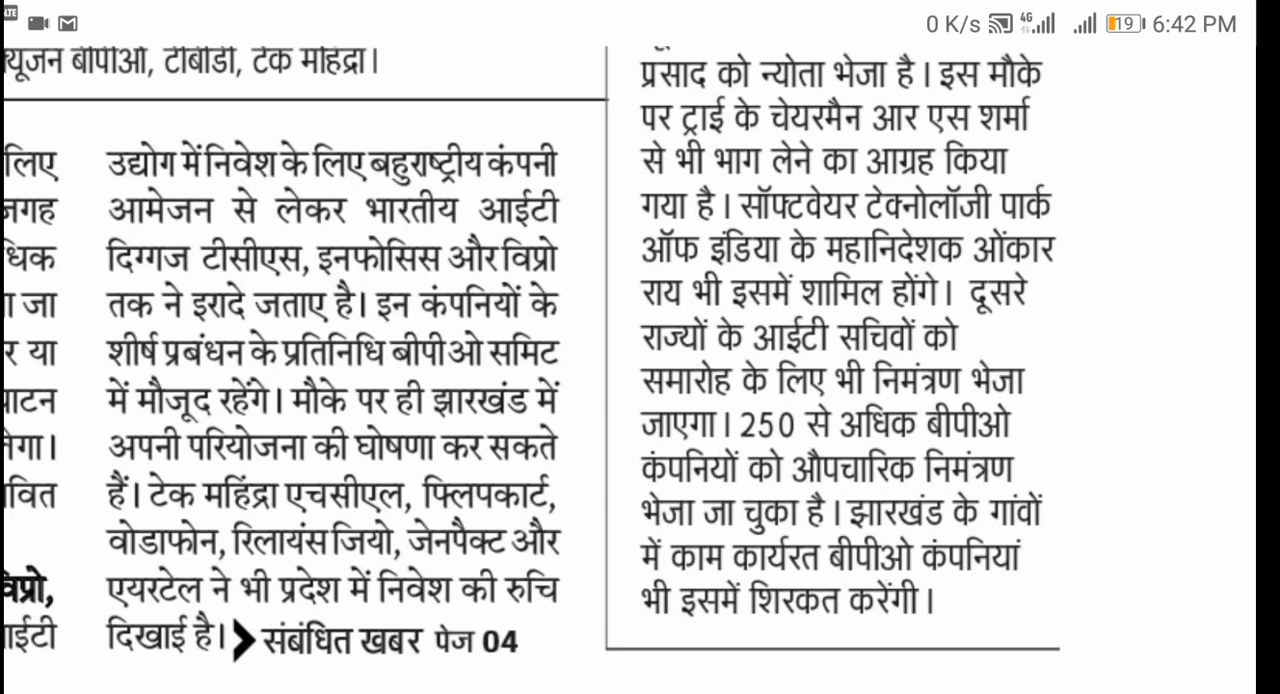 LTE
0 K/s 4G 19 6:42 PM
बीपीओ, टीबीडी, टेक महिंद्रा।
लिए
जगह
जा
या
उद्योग में निवेश के लिए बहुराष्ट्रीय कंपनी
आमेजन से लेकर भारतीय आईटी
दिग्गज टीसीएस, इनफोसिस और विप्रो
तक ने इरादे जताए है। इन कंपनियों के
शीर्ष प्रबंधन के प्रतिनिधि बीपीओ समिट
में मौजूद रहेंगे। मौके पर ही झारखंड में
अपनी परियोजना की घोषणा कर सकते
हैं। टेक महिंद्रा एचसीएल, फ्लिपकार्ट,
वोडाफोन, रिलायंस जियो, जेनपैक्ट और
एयरटेल ने भी प्रदेश में निवेश की रुचि
दिखाई है। संबंधित खबर पेज 04
प्रसाद को न्योता भेजा है। इस मौके
पर ट्राई के चेयरमैन आर एस शर्मा
से भी भाग लेने का आग्रह किया
गया है। सॉफ्टवेयर टेक्नोलॉजी पार्क
ऑफ इंडिया के महानिदेशक ओंकार
राय भी इसमें शामिल होंगे। दूसरे
राज्यों के आईटी सचिवों को
समारोह के लिए भी निमंत्रण भेजा
जाएगा। 250 से अधिक बीपीओ
कंपनियों को औपचारिक निमंत्रण
भेजा जा चुका है। झारखंड के गांवों
में काम कार्यरत बीपीओ कंपनियां
भी इसमें शिरकत करेंगी।